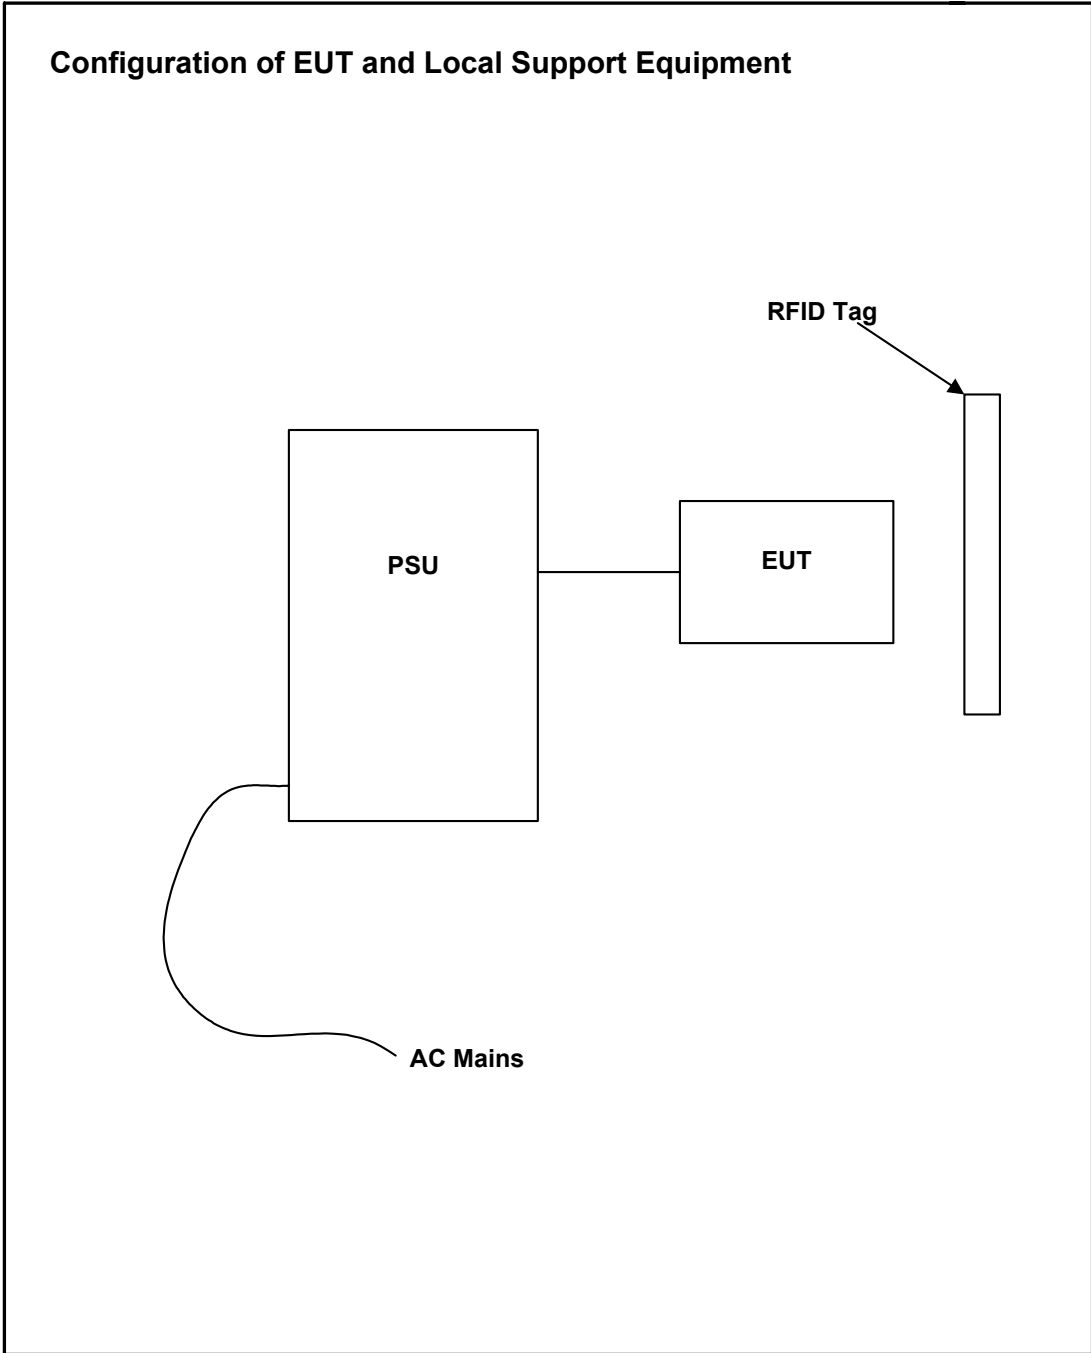 Configuration of EUT and Local Support Equipment
RFID Tag
PSU
EUT
AC Mains